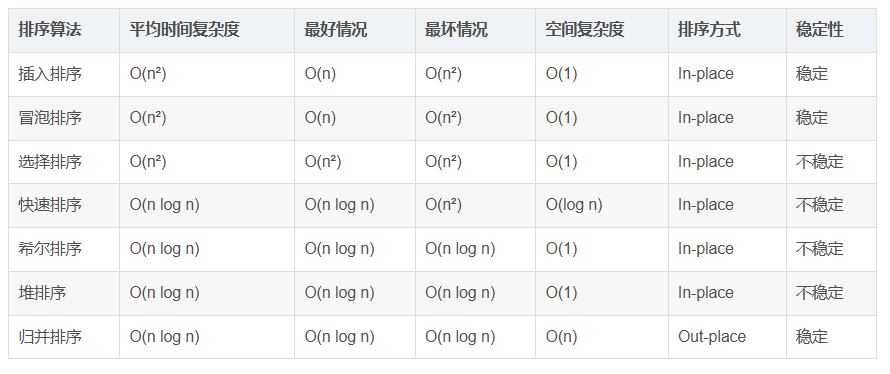 排序算法 平均时间复杂度 最好情况 最坏情况 空间复杂度 排序方式 稳定性
插入排序 O(n²) O(n) O(n²) O(1) In-place 稳定
冒泡排序 O(n²) O(n) O(n²) O(1) In-place 稳定
选择排序 O(n²) O(n²) O(n²) O(1) In-place 不稳定
快速排序 O(n log n) O(n log n) O(n²) O(log n) In-place 不稳定
希尔排序 O(n log n) O(n log n) O(n log n) O(1) In-place 不稳定
堆排序 O(n log n) O(n log n) O(n log n) O(1) In-place 不稳定
归并排序 O(n log n) O(n log n) O(n log n) O(n) Out-place 稳定